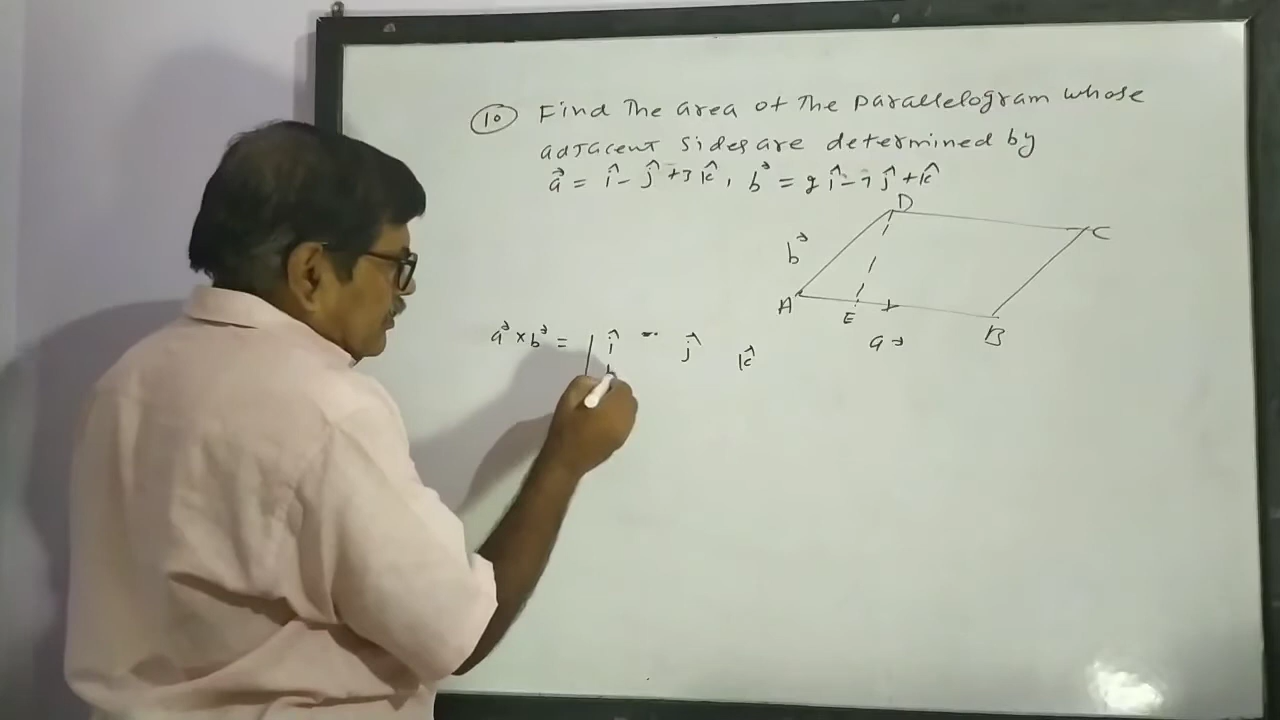 10 Find The area of The parallelogram whose
adjacent sides are determined by
a⃗ = î - ĵ + 3k̂, b⃗ = 2î - 7ĵ + k̂
D
C
b⃗
A
E
B
a⃗
a⃗ × b⃗ = | î - ĵ k̂